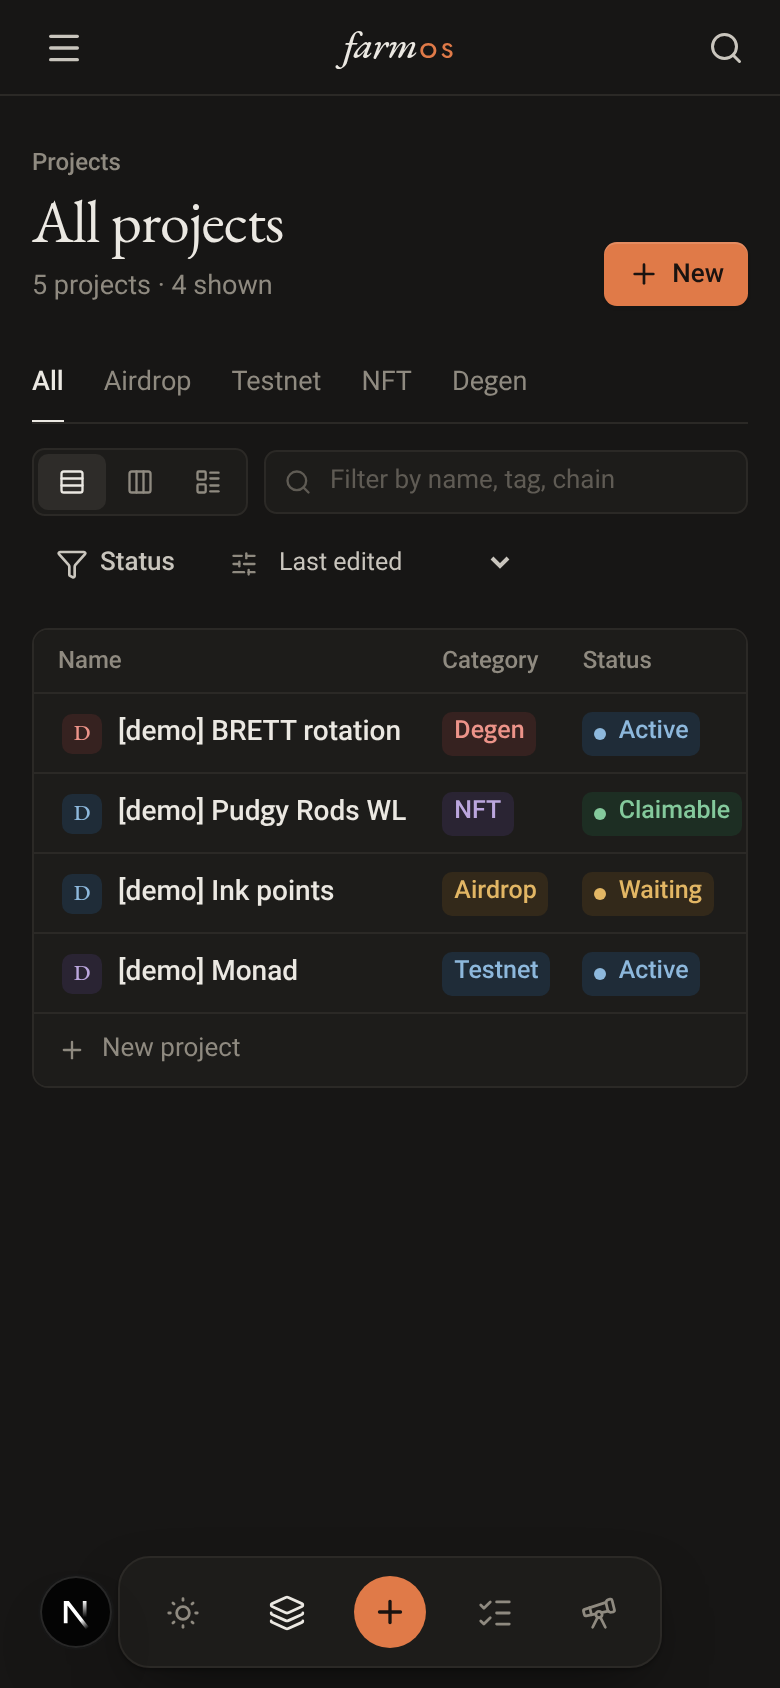 farmos
Projects
All projects
5 projects · 4 shown
+ New
All Airdrop Testnet NFT Degen
Filter by name, tag, chain
Status Last edited
Name Category Status
D [demo] BRETT rotation Degen Active
D [demo] Pudgy Rods WL NFT Claimable
D [demo] Ink points Airdrop Waiting
D [demo] Monad Testnet Active
+ New project
N